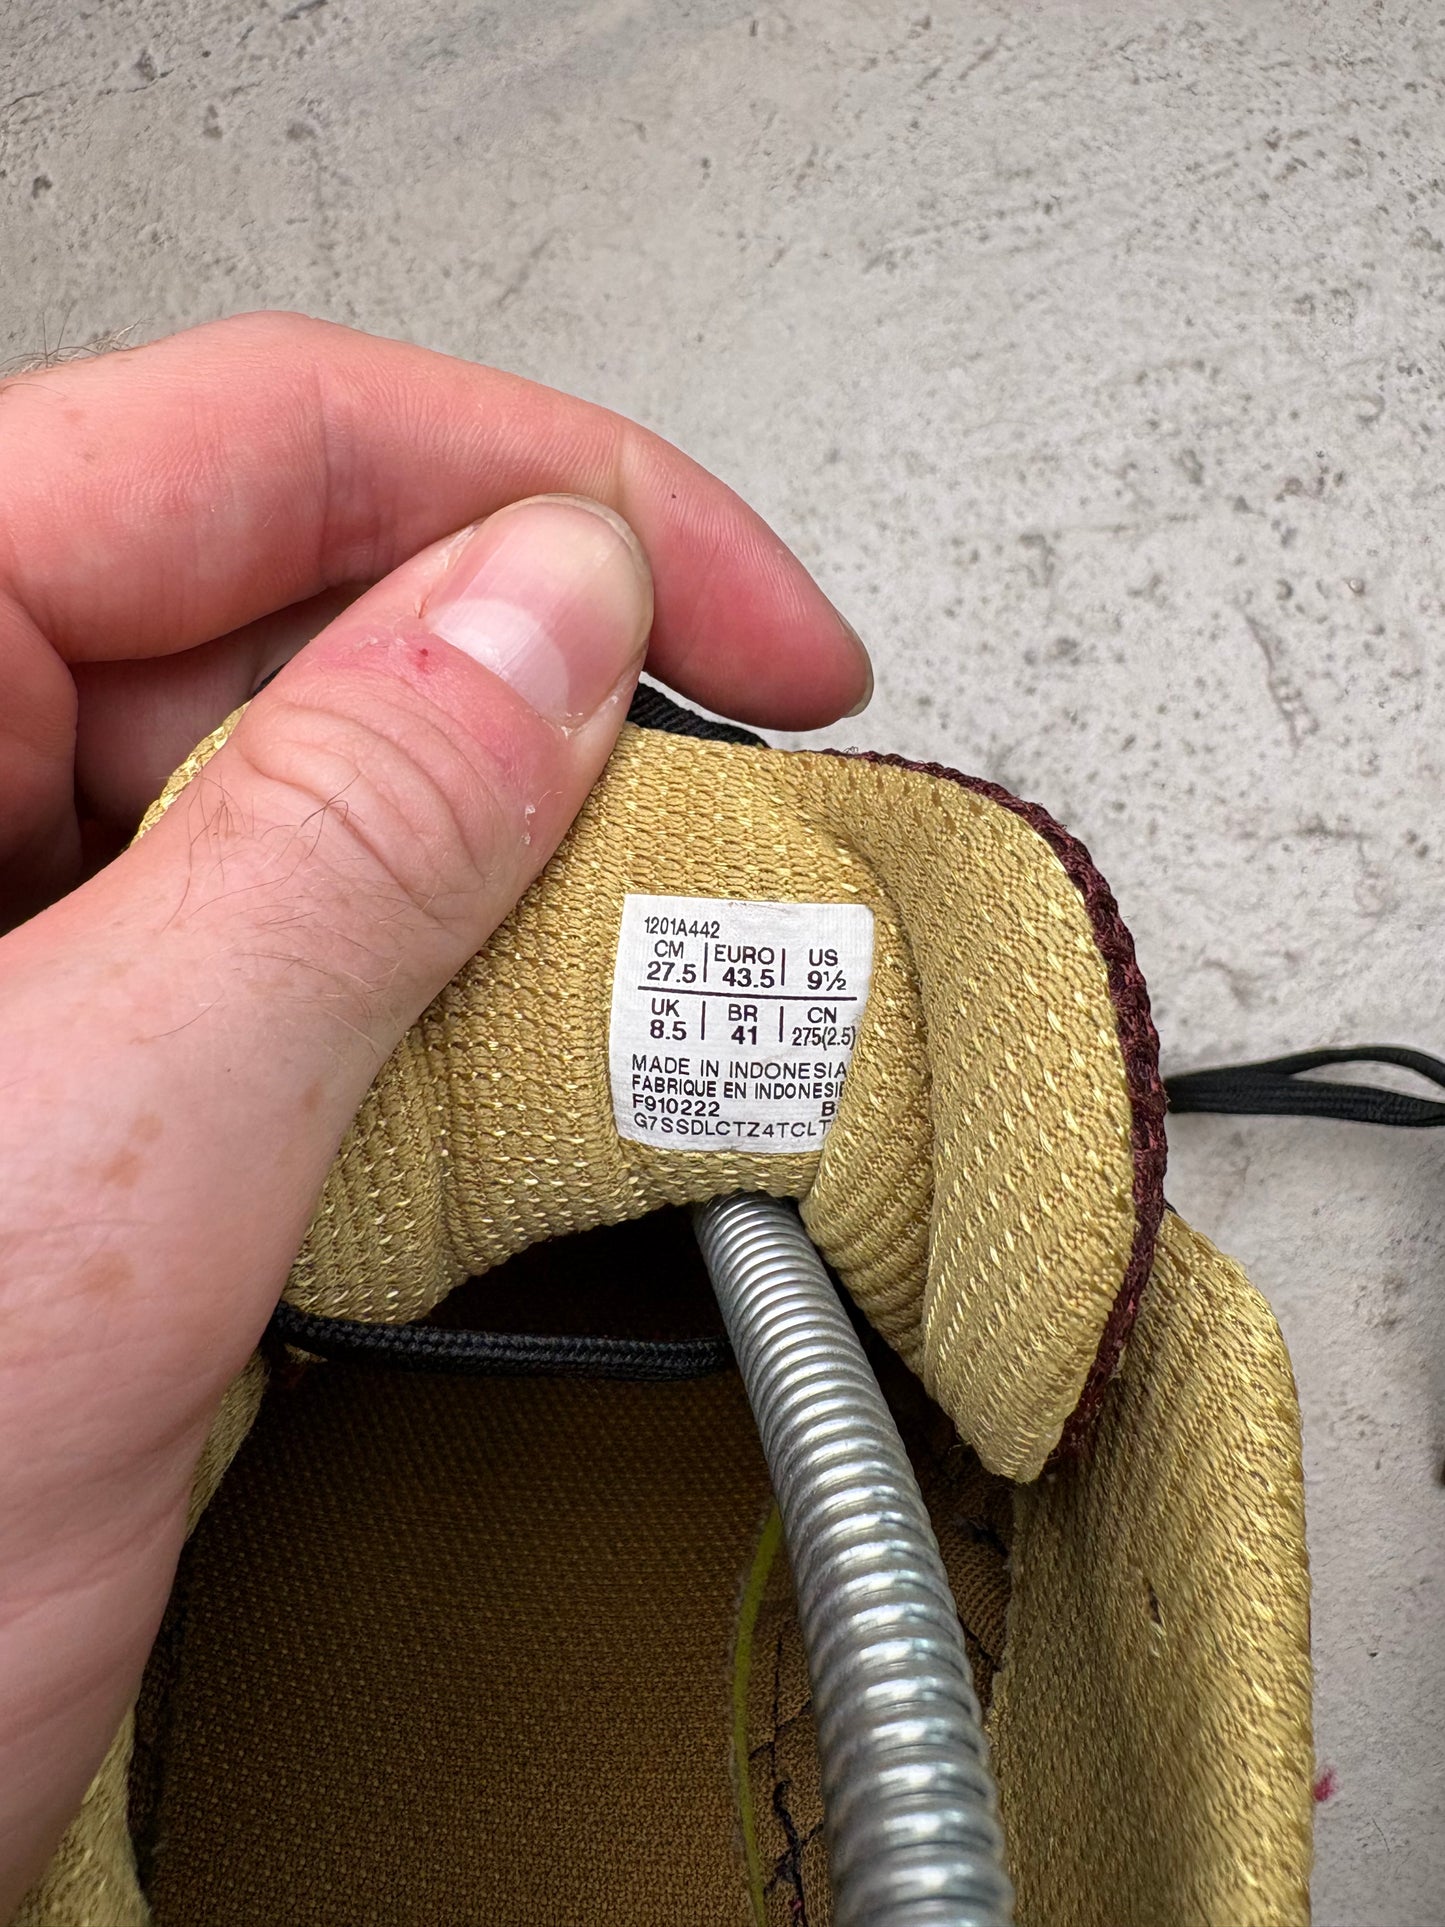 1201A442
CM | EURO | US
27.5 | 43.5 | 9½
UK | BR | CN
8.5 | 41 | 275(2.5)
MADE IN INDONESIA
FABRIQUE EN INDONESIE
F910222 B
G7SSDLCTZ4TCLT